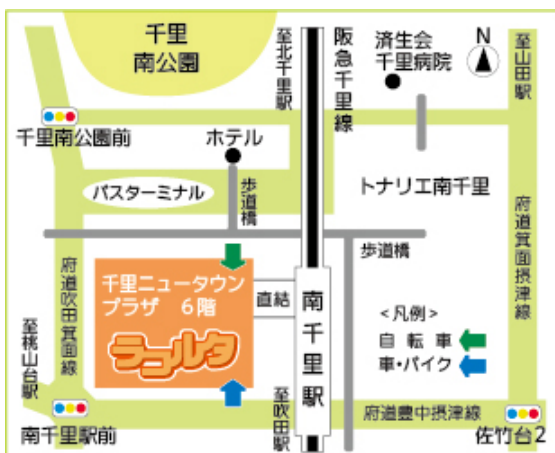 千里
南公園
至北千里駅
阪急千里線
済生会
千里病院
N
至山田駅
千里南公園前
ホテル
バスターミナル
歩道橋
トナリエ南千里
府道箕面摂津線
歩道橋
府道吹田箕面線
千里ニュータウン
プラザ 6階
ラコルタ
直結
南千里駅
<凡例>
自転車
車・バイク
至桃山台駅
至吹田駅
府道豊中摂津線
南千里駅前
佐竹台2